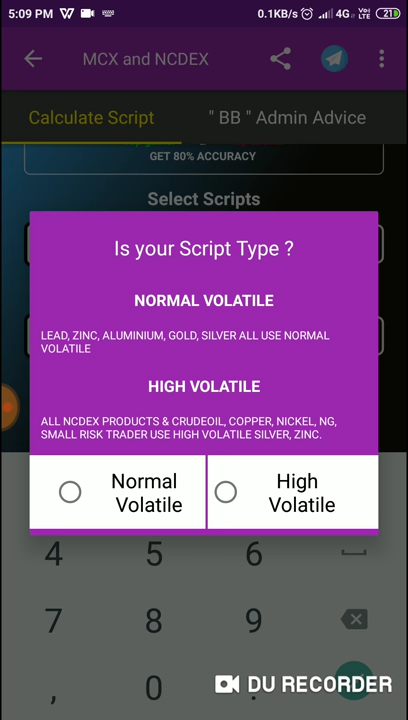 5:09 PM
0.1KB/s
4G
Vo
LTE
21
MCX and NCDEX
Calculate Script
" BB " Admin Advice
GET 80% ACCURACY
Select Scripts
Is your Script Type ?
NORMAL VOLATILE
LEAD, ZINC, ALUMINIUM, GOLD, SILVER ALL USE NORMAL
VOLATILE
HIGH VOLATILE
ALL NCDEX PRODUCTS & CRUDEOIL, COPPER, NICKEL, NG,
SMALL RISK TRADER USE HIGH VOLATILE SILVER, ZINC.
Normal
Volatile
High
Volatile
4 5 6
7 8 9
, 0 .
DU RECORDER